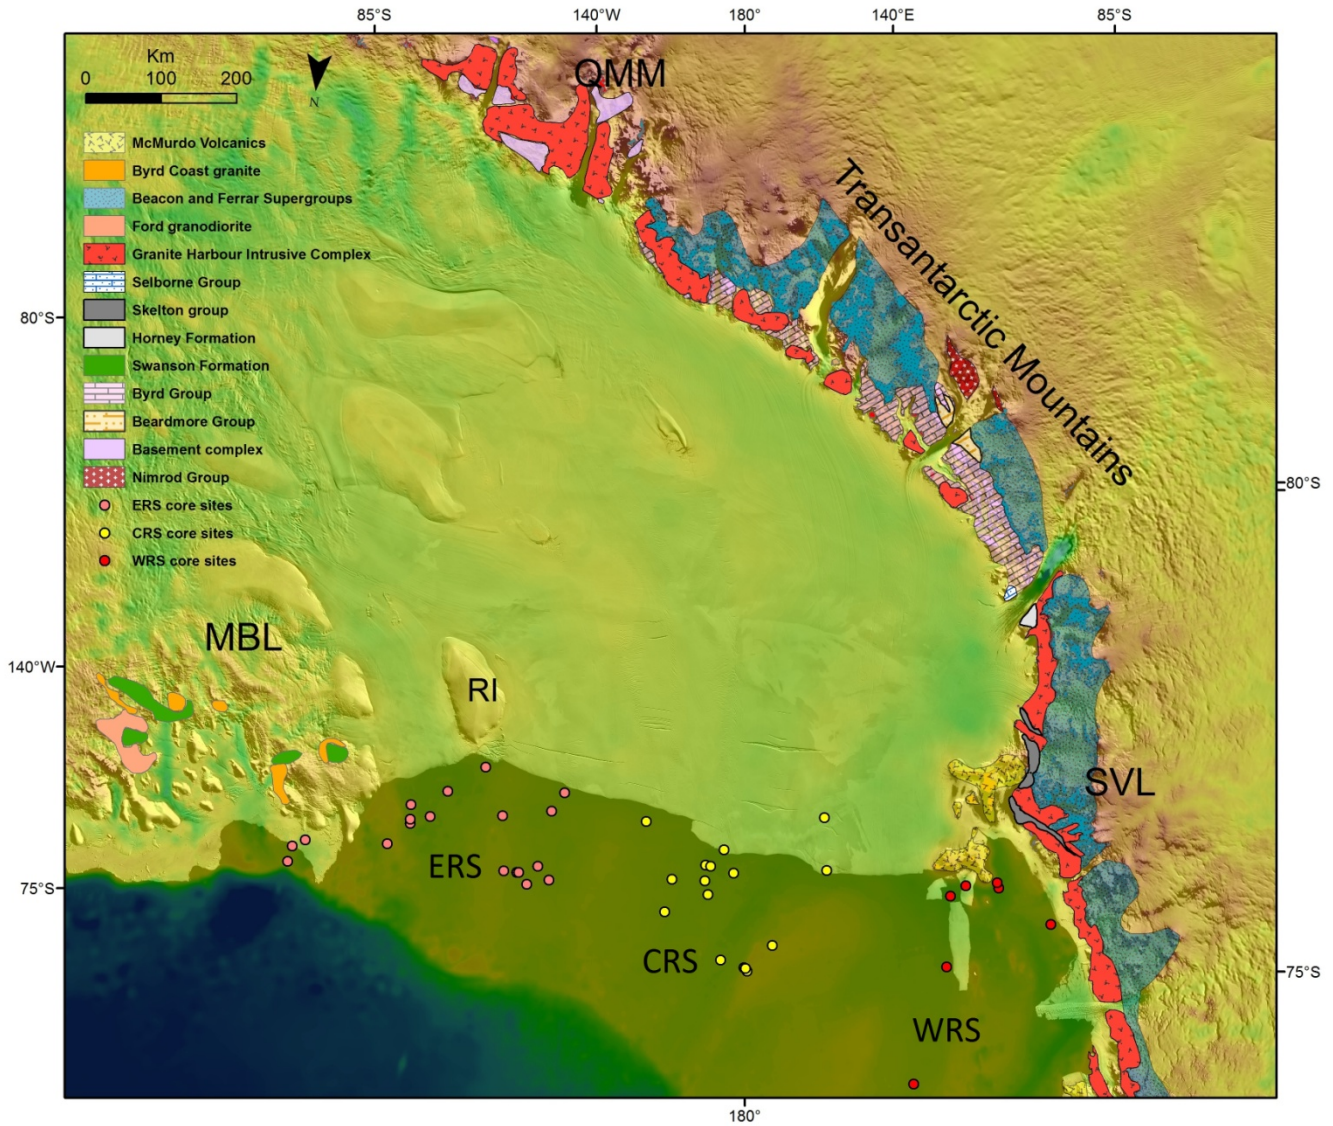 85°S
140°W
180°
140°E
85°S
Km
0 100 200
N
QMM
McMurdo Volcanics
Byrd Coast granite
Beacon and Ferrar Supergroups
Ford granodiorite
Granite Harbour Intrusive Complex
Selborne Group
Skelton group
Horney Formation
Swanson Formation
Byrd Group
Beardmore Group
Basement complex
Nimrod Group
ERS core sites
CRS core sites
WRS core sites
Transantarctic Mountains
80°S
80°S
MBL
140°W
RI
SVL
ERS
75°S
CRS
75°S
WRS
180°